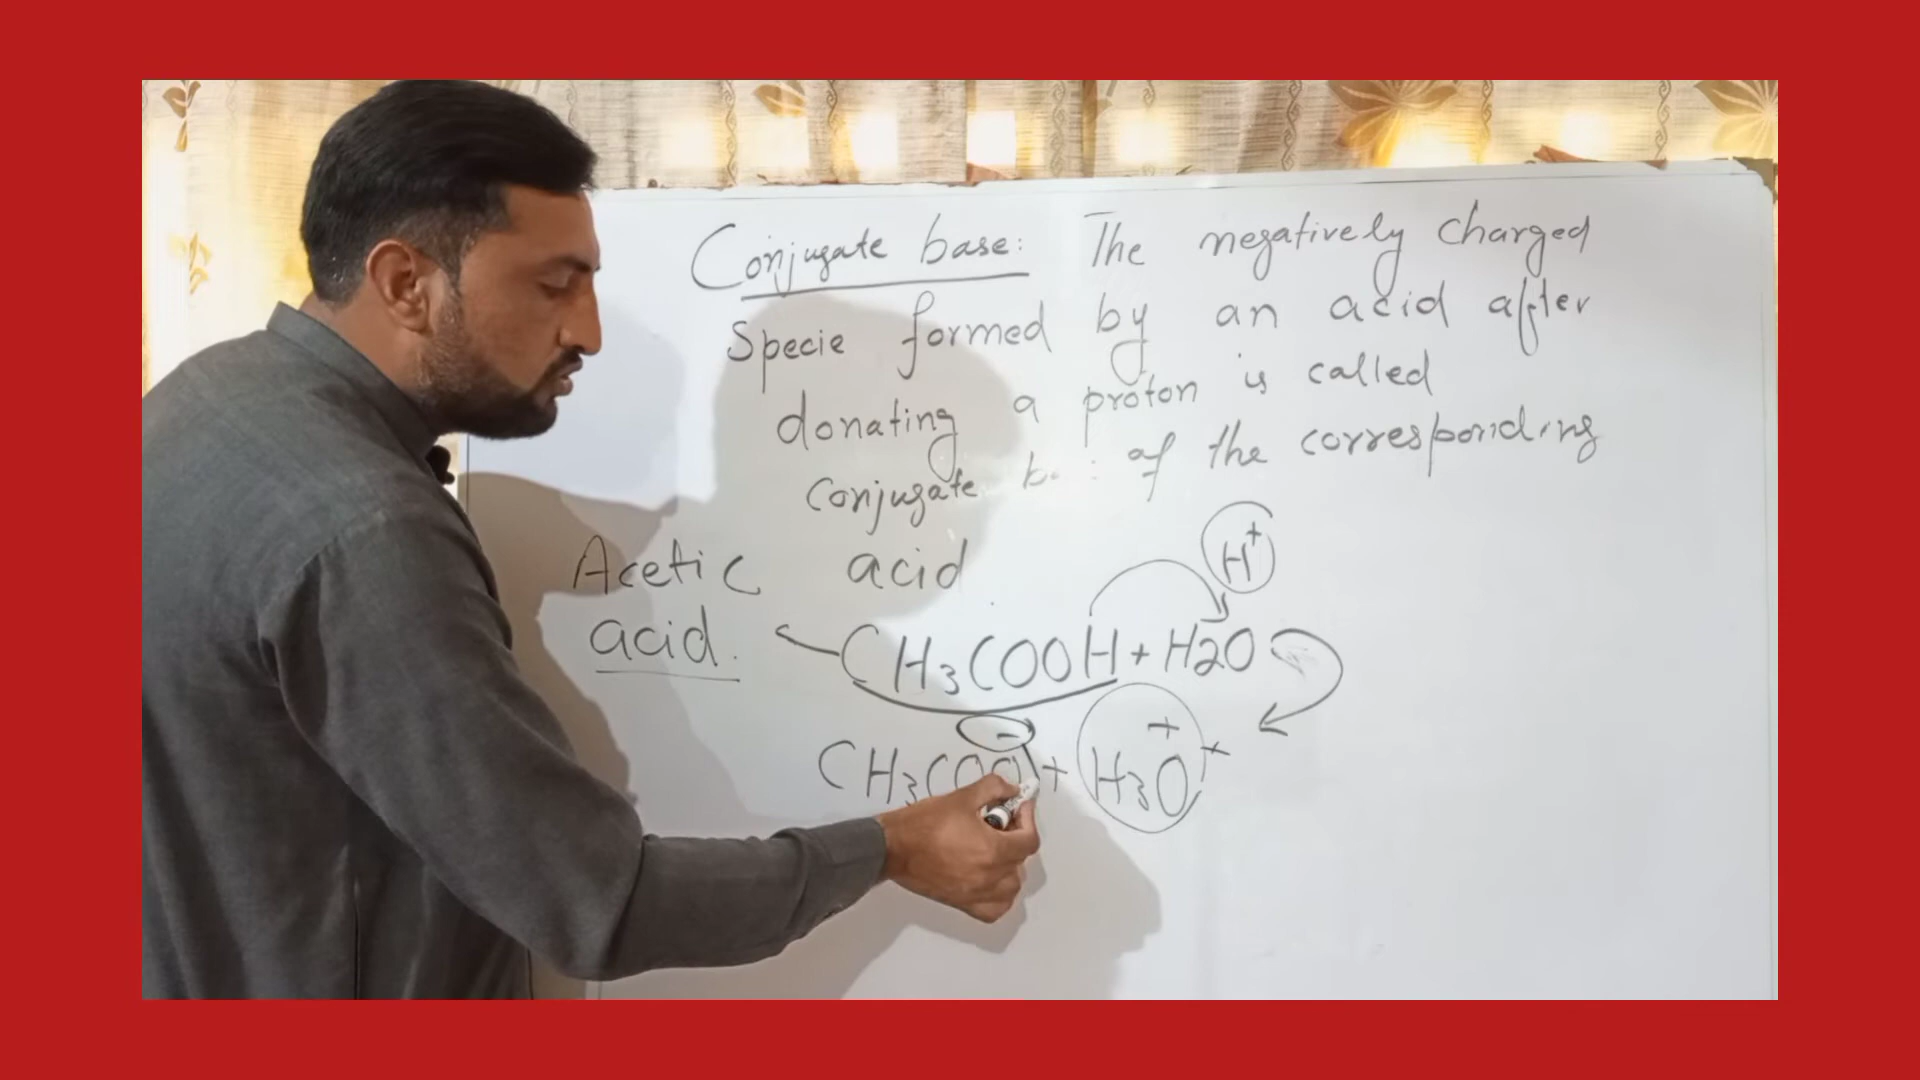 Conjugate base: The negatively charged
Specie formed by an acid after
donating a proton is called
Conjugate of the corresponding
acid
Acetic
acid.
H⁺
CH₃COOH + H2O
CH₃COO⁻ + H₃O⁺ +